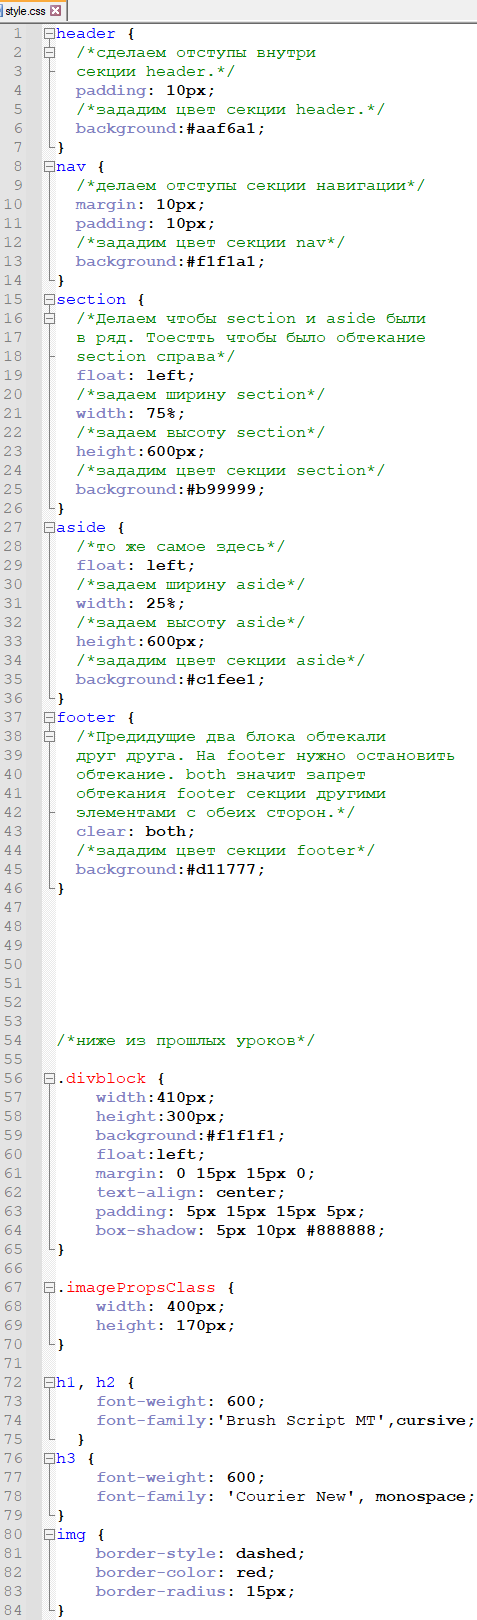 style.css
1 header {
2 /*сделаем отступы внутри
3 секции header.*/
4 padding: 10px;
5 /*зададим цвет секции header.*/
6 background:#aaf6a1;
7 }
8 nav {
9 /*делаем отступы секции навигации*/
10 margin: 10px;
11 padding: 10px;
12 /*зададим цвет секции nav*/
13 background:#f1f1a1;
14 }
15 section {
16 /*Делаем чтобы section и aside были
17 в ряд. Тоестть чтобы было обтекание
18 section справа*/
19 float: left;
20 /*задаем ширину section*/
21 width: 75%;
22 /*задаем высоту section*/
23 height:600px;
24 /*зададим цвет секции section*/
25 background:#b99999;
26 }
27 aside {
28 /*то же самое здесь*/
29 float: left;
30 /*задаем ширину aside*/
31 width: 25%;
32 /*задаем высоту aside*/
33 height:600px;
34 /*зададим цвет секции aside*/
35 background:#c1fee1;
36 }
37 footer {
38 /*Предидущие два блока обтекали
39 друг друга. На footer нужно остановить
40 обтекание. both значит запрет
41 обтекания footer секции другими
42 элементами с обеих сторон.*/
43 clear: both;
44 /*зададим цвет секции footer*/
45 background:#d11777;
46 }
47
48
49
50
51
52
53
54 /*ниже из прошлых уроков*/
55
56 .divblock {
57 width:410px;
58 height:300px;
59 background:#f1f1f1;
60 float:left;
61 margin: 0 15px 15px 0;
62 text-align: center;
63 padding: 5px 15px 15px 5px;
64 box-shadow: 5px 10px #888888;
65 }
66
67 .imagePropsClass {
68 width: 400px;
69 height: 170px;
70 }
71
72 h1, h2 {
73 font-weight: 600;
74 font-family:'Brush Script MT',cursive;
75 }
76 h3 {
77 font-weight: 600;
78 font-family: 'Courier New', monospace;
79 }
80 img {
81 border-style: dashed;
82 border-color: red;
83 border-radius: 15px;
84 }